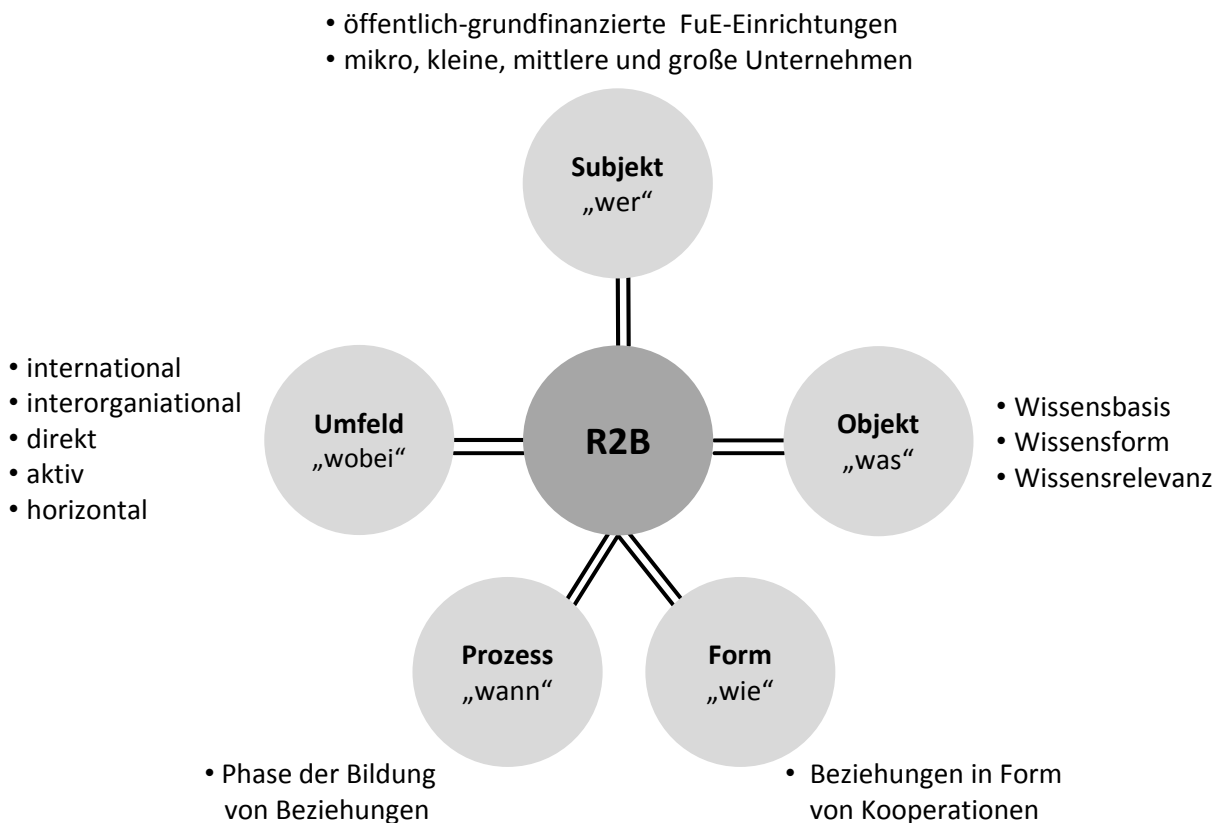 • öffentlich-grundfinanzierte FuE-Einrichtungen
• mikro, kleine, mittlere und große Unternehmen
Subjekt
„wer“
• international
• interorganiational
• direkt
• aktiv
• horizontal
Umfeld
„wobei“
R2B
Objekt
„was“
• Wissensbasis
• Wissensform
• Wissensrelevanz
Prozess
„wann“
Form
„wie“
• Phase der Bildung
von Beziehungen
• Beziehungen in Form
von Kooperationen